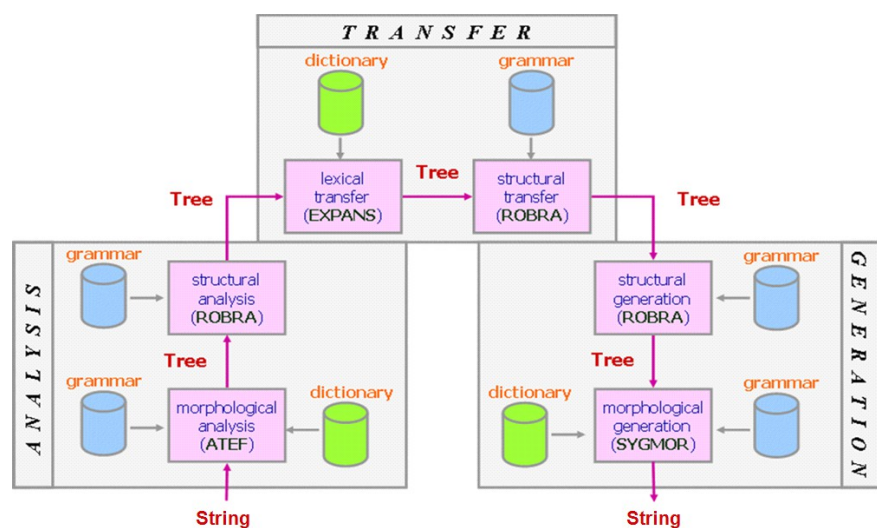 TRANSFER
dictionary
grammar
lexical
transfer
(EXPANS)
Tree
structural
transfer
(ROBRA)
Tree
Tree
ANALYSIS
grammar
structural
analysis
(ROBRA)
Tree
grammar
morphological
analysis
(ATEF)
dictionary
String
GENERATION
structural
generation
(ROBRA)
grammar
Tree
dictionary
morphological
generation
(SYGMOR)
grammar
String